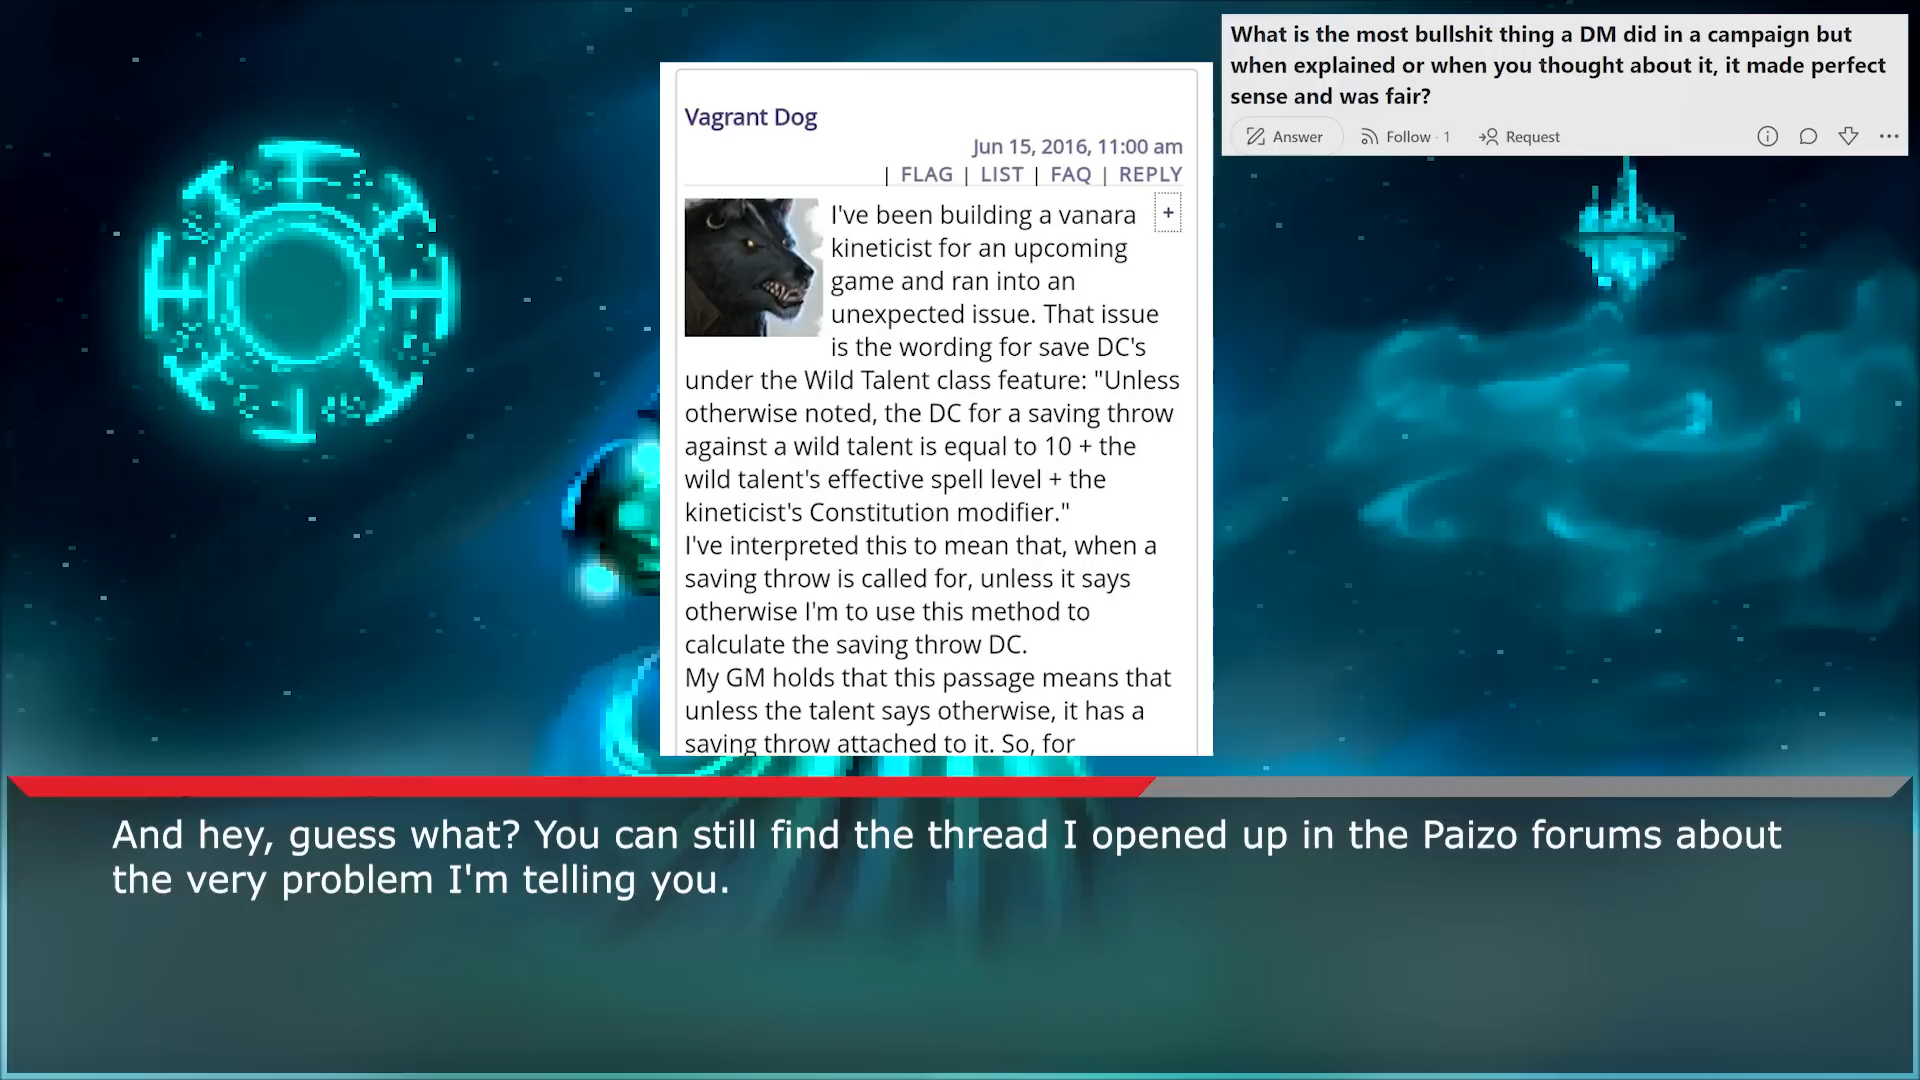 What is the most bullshit thing a DM did in a campaign but
when explained or when you thought about it, it made perfect
sense and was fair?
Answer Follow · 1 Request
Vagrant Dog
Jun 15, 2016, 11:00 am
| FLAG | LIST | FAQ | REPLY
+
I've been building a vanara
kineticist for an upcoming
game and ran into an
unexpected issue. That issue
is the wording for save DC's
under the Wild Talent class feature: "Unless
otherwise noted, the DC for a saving throw
against a wild talent is equal to 10 + the
wild talent's effective spell level + the
kineticist's Constitution modifier."
I've interpreted this to mean that, when a
saving throw is called for, unless it says
otherwise I'm to use this method to
calculate the saving throw DC.
My GM holds that this passage means that
unless the talent says otherwise, it has a
saving throw attached to it. So, for
And hey, guess what? You can still find the thread I opened up in the Paizo forums about
the very problem I'm telling you.